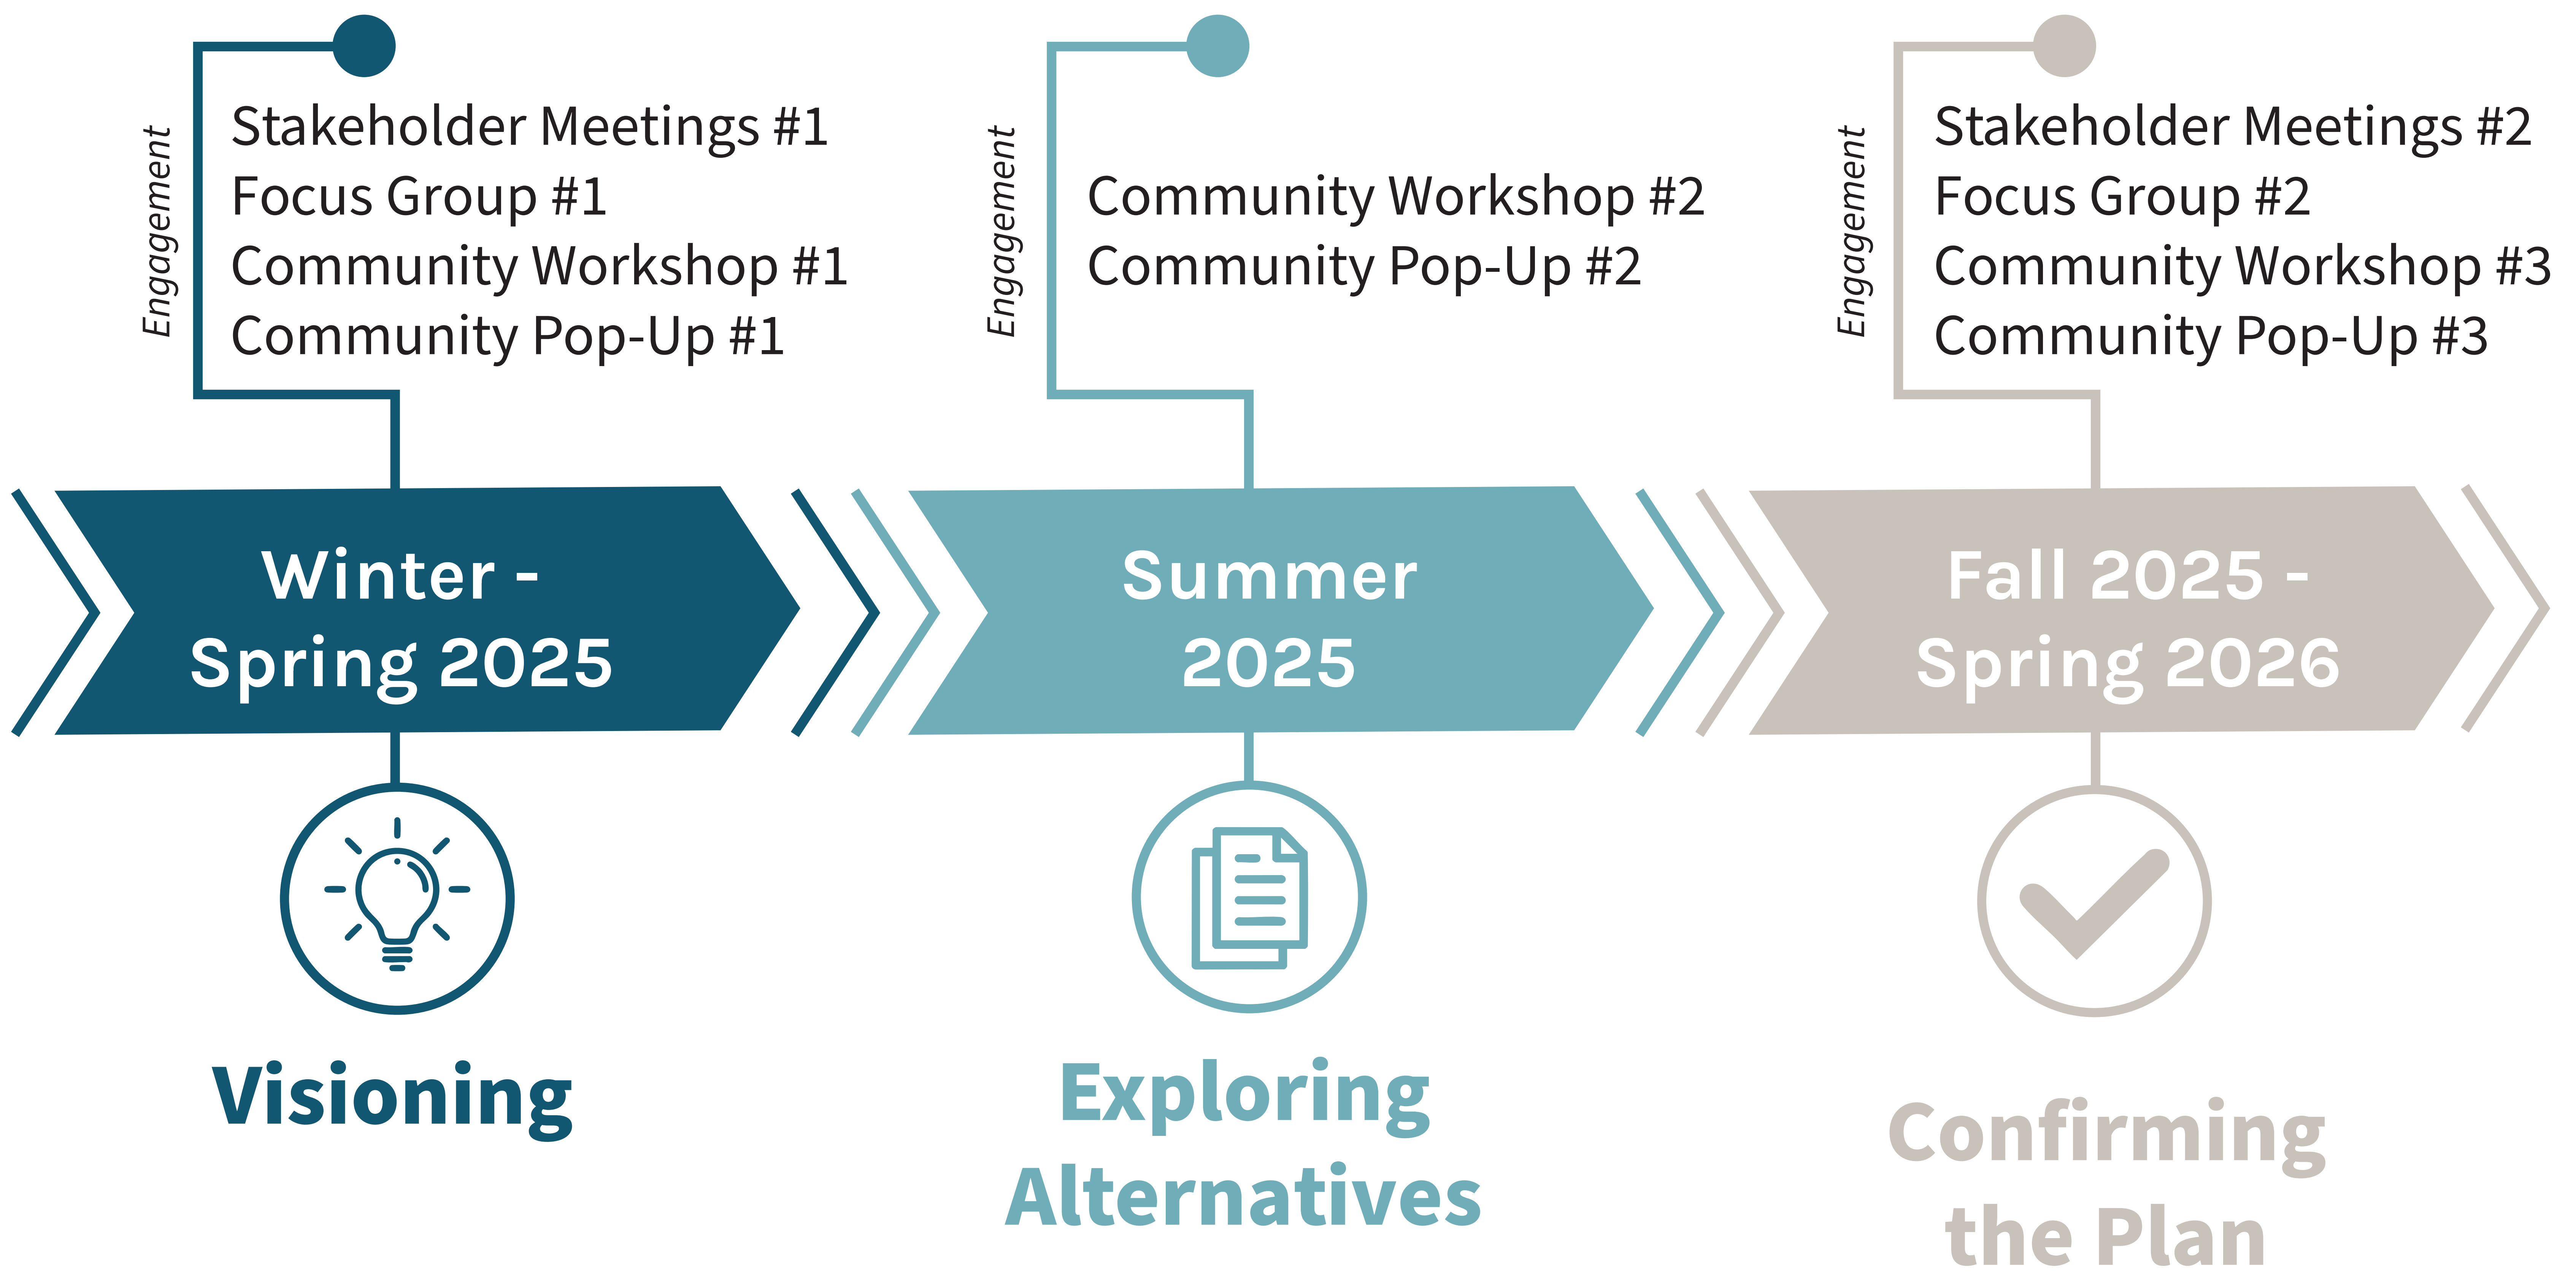 Engagement
Stakeholder Meetings #1
Focus Group #1
Community Workshop #1
Community Pop-Up #1
Winter -
Spring 2025
Visioning
Engagement
Community Workshop #2
Community Pop-Up #2
Summer
2025
Exploring
Alternatives
Engagement
Stakeholder Meetings #2
Focus Group #2
Community Workshop #3
Community Pop-Up #3
Fall 2025 -
Spring 2026
Confirming
the Plan